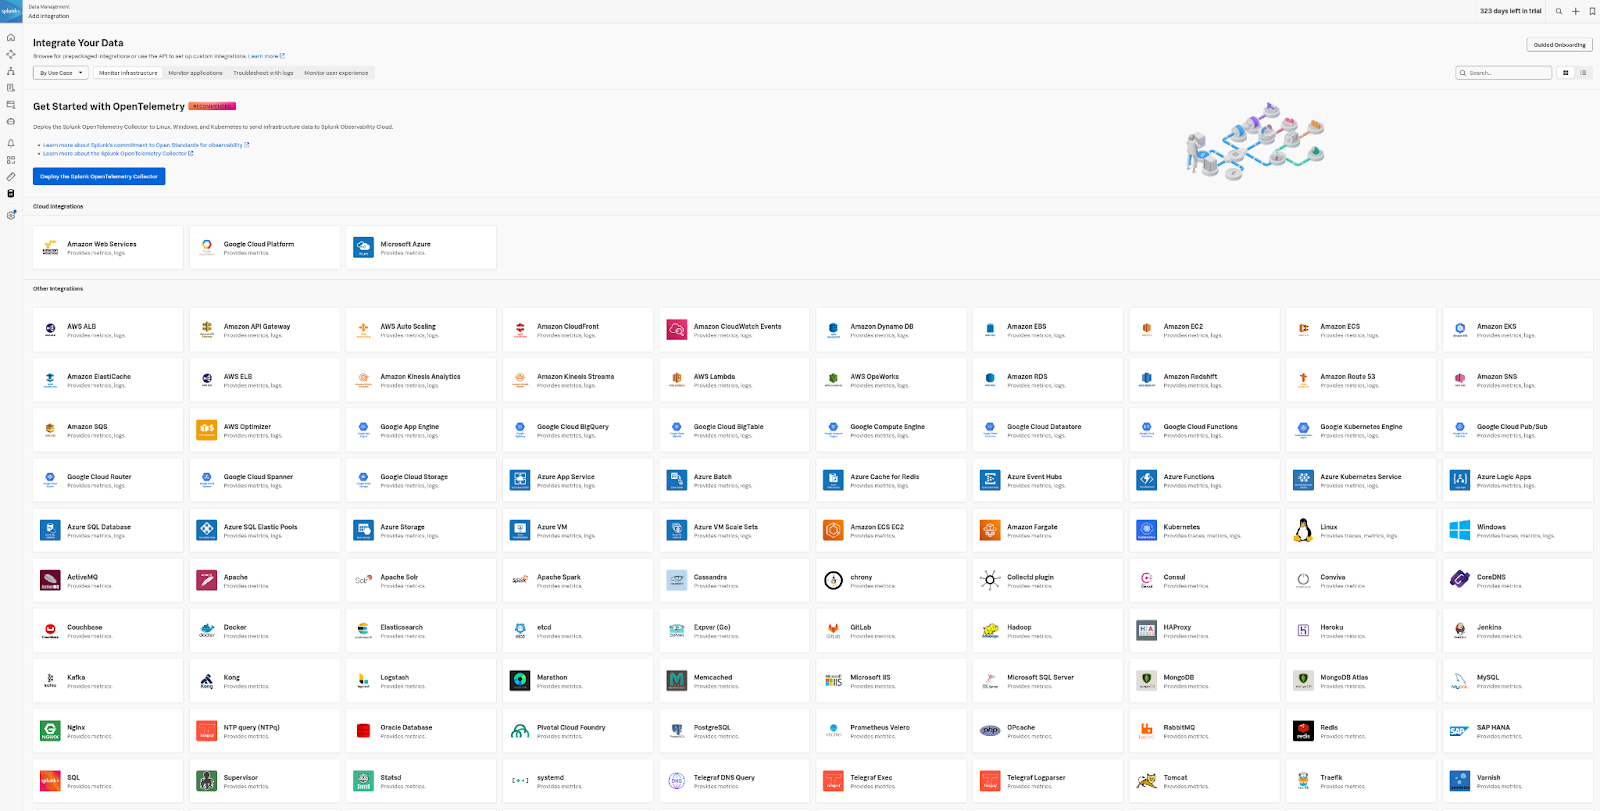 splunk>
Data Management
Add Integration
323 days left in trial
Integrate Your Data
Browse for prepackaged integrations or use the API to set up custom integrations. Learn more
Guided Onboarding
By Use Case
Monitor infrastructure
Monitor applications
Troubleshoot with logs
Monitor user experience
Search...
Get Started with OpenTelemetry RECOMMENDED
Deploy the Splunk OpenTelemetry Collector to Linux, Windows, and Kubernetes to send infrastructure data to Splunk Observability Cloud.
Learn more about Splunk's commitment to Open Standards for observability
Learn more about the Splunk OpenTelemetry Collector
Deploy the Splunk OpenTelemetry Collector
Cloud Integrations
Amazon Web Services
Provides metrics, logs.
Google Cloud Platform
Provides metrics.
Microsoft Azure
Provides metrics.
Other Integrations
AWS ALB
Provides metrics, logs.
Amazon API Gateway
Provides metrics, logs.
AWS Auto Scaling
Provides metrics, logs.
Amazon CloudFront
Provides metrics, logs.
Amazon CloudWatch Events
Provides metrics, logs.
Amazon Dynamo DB
Provides metrics, logs.
Amazon EBS
Provides metrics, logs.
Amazon EC2
Provides metrics, logs.
Amazon ECS
Provides metrics, logs.
Amazon EKS
Provides metrics, logs.
Amazon ElastiCache
Provides metrics, logs.
AWS ELB
Provides metrics, logs.
Amazon Kinesis Analytics
Provides metrics, logs.
Amazon Kinesis Streams
Provides metrics, logs.
AWS Lambda
Provides metrics, logs.
AWS OpsWorks
Provides metrics, logs.
Amazon RDS
Provides metrics, logs.
Amazon Redshift
Provides metrics, logs.
Amazon Route 53
Provides metrics, logs.
Amazon SNS
Provides metrics, logs.
Amazon SQS
Provides metrics, logs.
AWS Optimizer
Provides metrics, logs.
Google App Engine
Provides metrics, logs.
Google Cloud BigQuery
Provides metrics, logs.
Google Cloud BigTable
Provides metrics, logs.
Google Compute Engine
Provides metrics, logs.
Google Cloud Datastore
Provides metrics, logs.
Google Cloud Functions
Provides metrics, logs.
Google Kubernetes Engine
Provides metrics, logs.
Google Cloud Pub/Sub
Provides metrics, logs.
Google Cloud Router
Provides metrics, logs.
Google Cloud Spanner
Provides metrics, logs.
Google Cloud Storage
Provides metrics, logs.
Azure App Service
Provides metrics, logs.
Azure Batch
Provides metrics, logs.
Azure Cache for Redis
Provides metrics, logs.
Azure Event Hubs
Provides metrics, logs.
Azure Functions
Provides metrics, logs.
Azure Kubernetes Service
Provides metrics, logs.
Azure Logic Apps
Provides metrics, logs.
Azure SQL Database
Provides metrics, logs.
Azure SQL Elastic Pools
Provides metrics, logs.
Azure Storage
Provides metrics, logs.
Azure VM
Provides metrics, logs.
Azure VM Scale Sets
Provides metrics, logs.
Amazon ECS EC2
Provides metrics.
Amazon Fargate
Provides metrics.
Kubernetes
Provides traces, metrics, logs.
Linux
Provides traces, metrics, logs.
Windows
Provides traces, metrics, logs.
ActiveMQ
Provides metrics.
Apache
Provides metrics.
Apache Solr
Provides metrics.
Apache Spark
Provides metrics.
Cassandra
Provides metrics.
chrony
Provides metrics.
Collectd plugin
Provides metrics.
Consul
Provides metrics.
Conviva
Provides metrics.
CoreDNS
Provides metrics.
Couchbase
Provides metrics.
Docker
Provides metrics.
Elasticsearch
Provides metrics.
etcd
Provides metrics.
Expvar (Go)
Provides metrics.
GitLab
Provides metrics.
Hadoop
Provides metrics.
HAProxy
Provides metrics.
Heroku
Provides metrics.
Jenkins
Provides metrics.
Kafka
Provides metrics.
Kong
Provides metrics.
Logstash
Provides metrics.
Marathon
Provides metrics.
Memcached
Provides metrics.
Microsoft IIS
Provides metrics.
Microsoft SQL Server
Provides metrics.
MongoDB
Provides metrics.
MongoDB Atlas
Provides metrics.
MySQL
Provides metrics.
Nginx
Provides metrics.
NTP query (NTPq)
Provides metrics.
Oracle Database
Provides metrics.
Pivotal Cloud Foundry
Provides metrics.
PostgreSQL
Provides metrics.
Prometheus Velero
Provides metrics.
OPcache
Provides metrics.
RabbitMQ
Provides metrics.
Redis
Provides metrics.
SAP HANA
Provides metrics.
SQL
Provides metrics.
Supervisor
Provides metrics.
Statsd
Provides metrics.
systemd
Provides metrics.
Telegraf DNS Query
Provides metrics.
Telegraf Exec
Provides metrics.
Telegraf Logparser
Provides metrics.
Tomcat
Provides metrics.
Traefik
Provides metrics.
Varnish
Provides metrics.